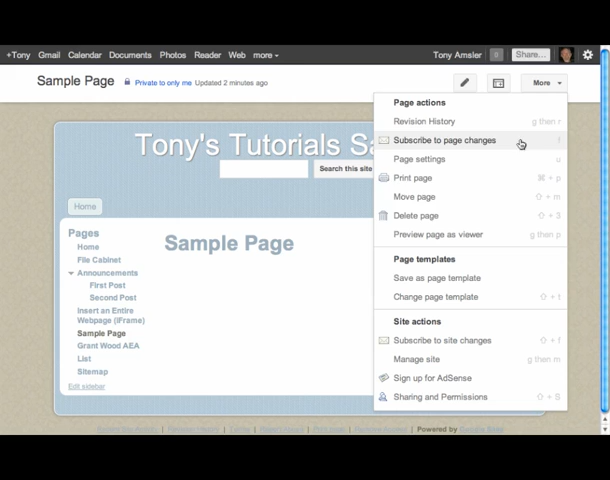 +Tony Gmail Calendar Documents Photos Reader Web more Tony Amsler 0 Share...
Sample Page Private to only me Updated 2 minutes ago More
Page actions
Revision History g then r
Subscribe to page changes f
Page settings u
Print page ⌘ + p
Move page ⇧ + m
Delete page ⇧ + 3
Preview page as viewer g then p
Page templates
Save as page template
Change page template ⇧ + t
Site actions
Subscribe to site changes ⇧ + f
Manage site g then m
Sign up for AdSense
Sharing and Permissions ⇧ + S
Tony's Tutorials Sa
Search this site
Home
Pages
Home
File Cabinet
Announcements
First Post
Second Post
Insert an Entire
Webpage (IFrame)
Sample Page
Grant Wood AEA
List
Sitemap
Edit sidebar
Sample Page
Powered by